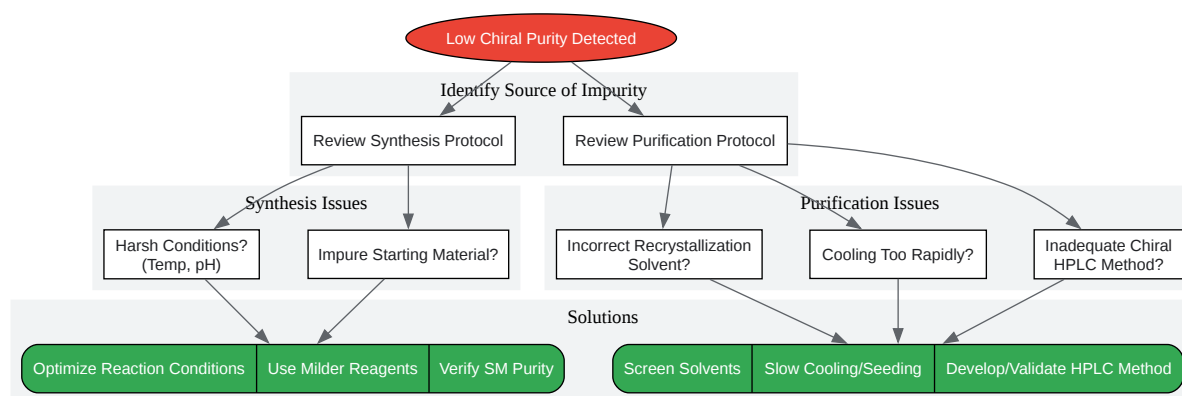 Low Chiral Purity Detected
Identify Source of Impurity
Review Synthesis Protocol
Review Purification Protocol
Synthesis Issues
Purification Issues
Harsh Conditions?
(Temp, pH)
Impure Starting Material?
Incorrect Recrystallization
Solvent?
Cooling Too Rapidly?
Inadequate Chiral
HPLC Method?
Solutions
Optimize Reaction Conditions
Use Milder Reagents
Verify SM Purity
Screen Solvents
Slow Cooling/Seeding
Develop/Validate HPLC Method